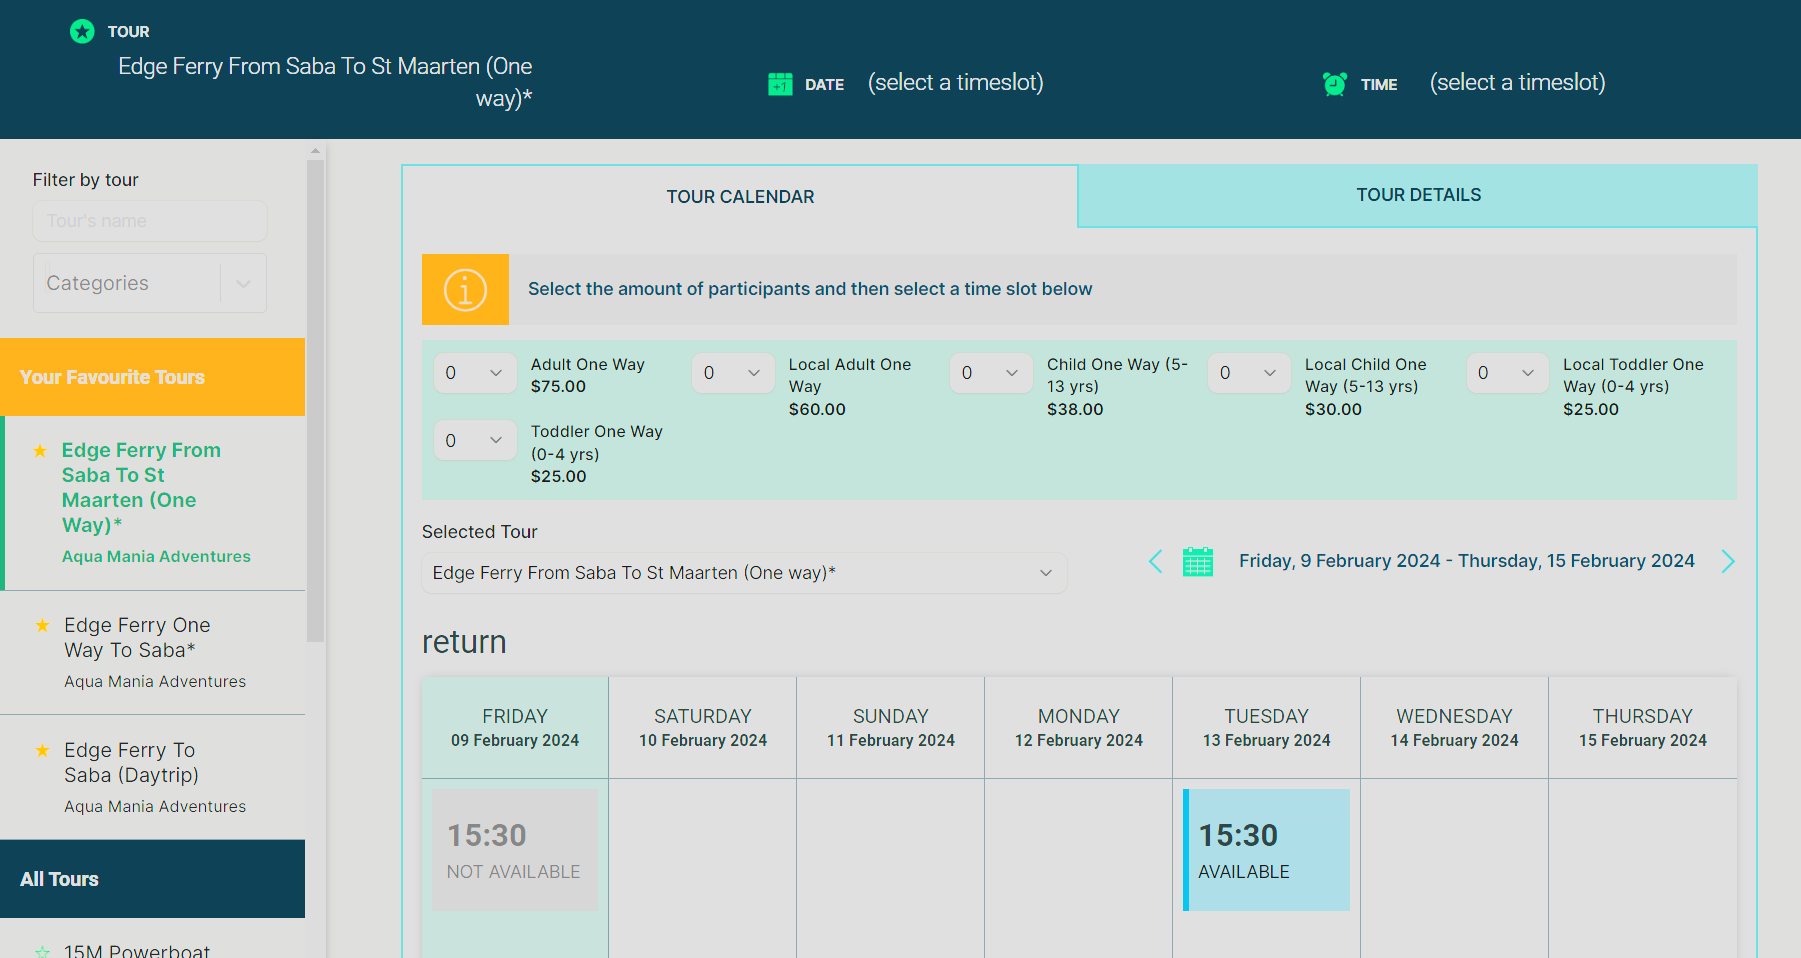 TOUR
Edge Ferry From Saba To St Maarten (One
way)*
+1
DATE
(select a timeslot)
TIME
(select a timeslot)
Filter by tour
Tour's name
Categories
Your Favourite Tours
Edge Ferry From
Saba To St
Maarten (One
Way)*
Aqua Mania Adventures
Edge Ferry One
Way To Saba*
Aqua Mania Adventures
Edge Ferry To
Saba (Daytrip)
Aqua Mania Adventures
All Tours
15M Powerboat
TOUR CALENDAR
TOUR DETAILS
Select the amount of participants and then select a time slot below
0
Adult One Way
$75.00
0
Local Adult One
Way
$60.00
0
Child One Way (5-
13 yrs)
$38.00
0
Local Child One
Way (5-13 yrs)
$30.00
0
Local Toddler One
Way (0-4 yrs)
$25.00
0
Toddler One Way
(0-4 yrs)
$25.00
Selected Tour
Edge Ferry From Saba To St Maarten (One way)*
Friday, 9 February 2024 - Thursday, 15 February 2024
return
FRIDAY
09 February 2024
SATURDAY
10 February 2024
SUNDAY
11 February 2024
MONDAY
12 February 2024
TUESDAY
13 February 2024
WEDNESDAY
14 February 2024
THURSDAY
15 February 2024
15:30
NOT AVAILABLE
15:30
AVAILABLE